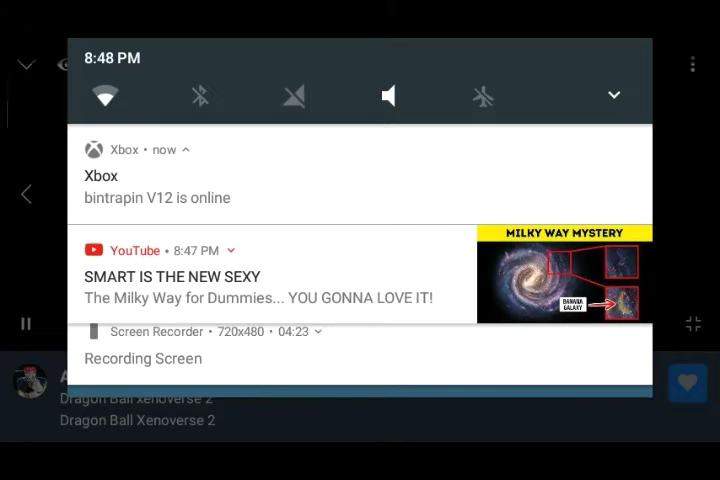 8:48 PM
Xbox • now
Xbox
bintrapin V12 is online
YouTube • 8:47 PM
SMART IS THE NEW SEXY
The Milky Way for Dummies... YOU GONNA LOVE IT!
MILKY WAY MYSTERY
BANANA
GALAXY
Screen Recorder • 720x480 • 04:23
Recording Screen
A
Dragon Ball xenoverse 2
Dragon Ball Xenoverse 2